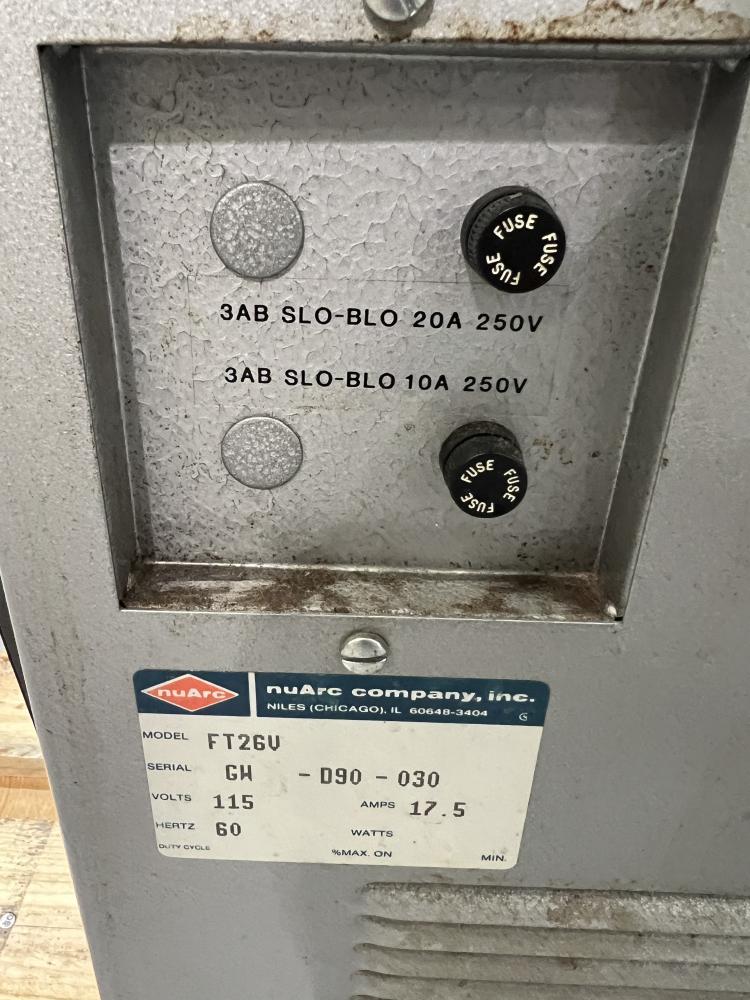 FUSE FUSE FUSE
3AB SLO-BLO 20A 250V
3AB SLO-BLO 10A 250V
FUSE FUSE FUSE
nuArc
nuArc company, inc.
NILES (CHICAGO), IL 60648-3404
MODEL FT26V
SERIAL GW - D90 - 030
VOLTS 115 AMPS 17.5
HERTZ 60 WATTS
DUTY CYCLE %MAX. ON MIN.